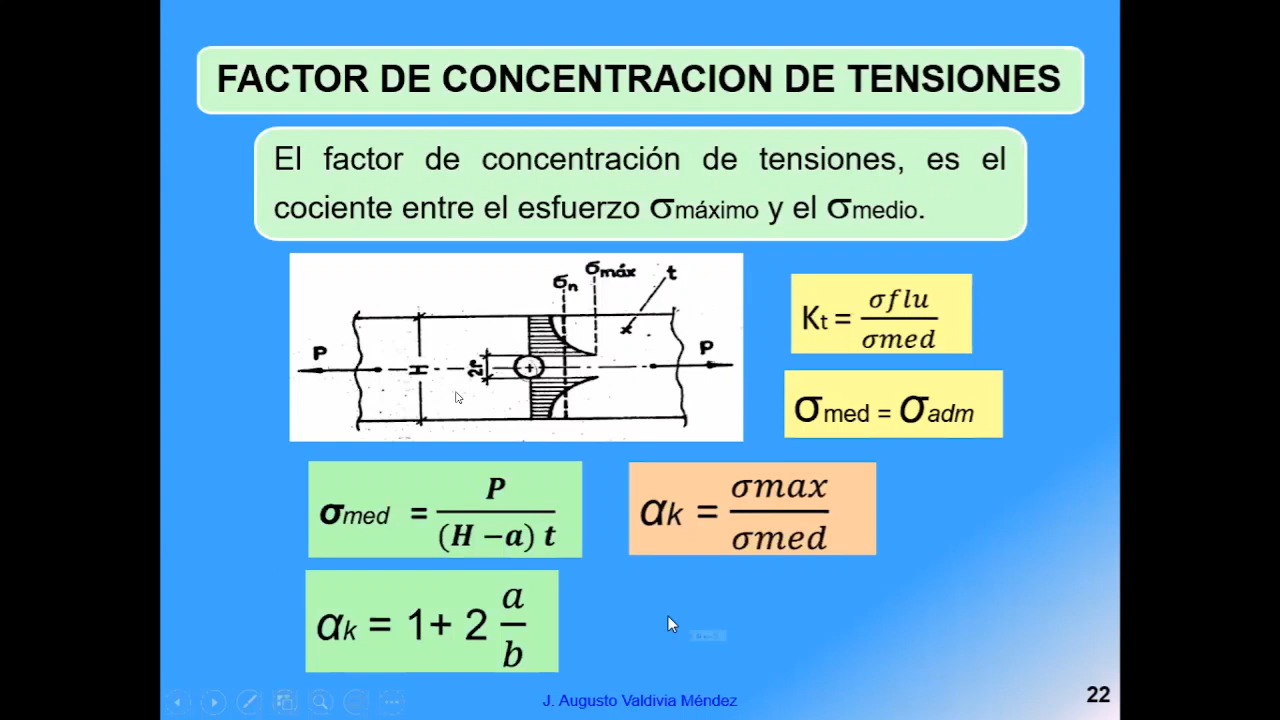 FACTOR DE CONCENTRACION DE TENSIONES
El factor de concentración de tensiones, es el
cociente entre el esfuerzo σmáximo y el σmedio.
σn σmáx t
P H 2r P
Kt = σflu / σmed
σmed = σadm
σmed = P / (H − a) t
αk = σmax / σmed
αk = 1+ 2 a / b
J. Augusto Valdivia Méndez
22